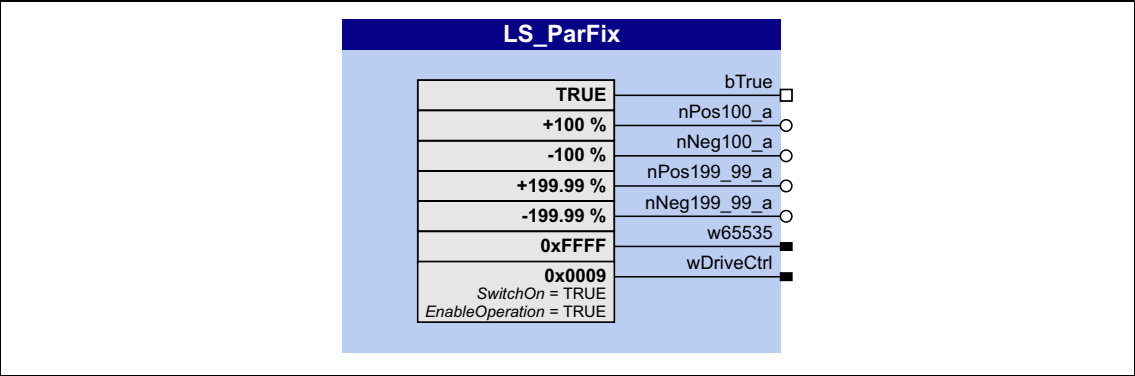 LS_ParFix
TRUE bTrue
+100 % nPos100_a
-100 % nNeg100_a
+199.99 % nPos199_99_a
-199.99 % nNeg199_99_a
0xFFFF w65535
0x0009 wDriveCtrl
SwitchOn = TRUE
EnableOperation = TRUE